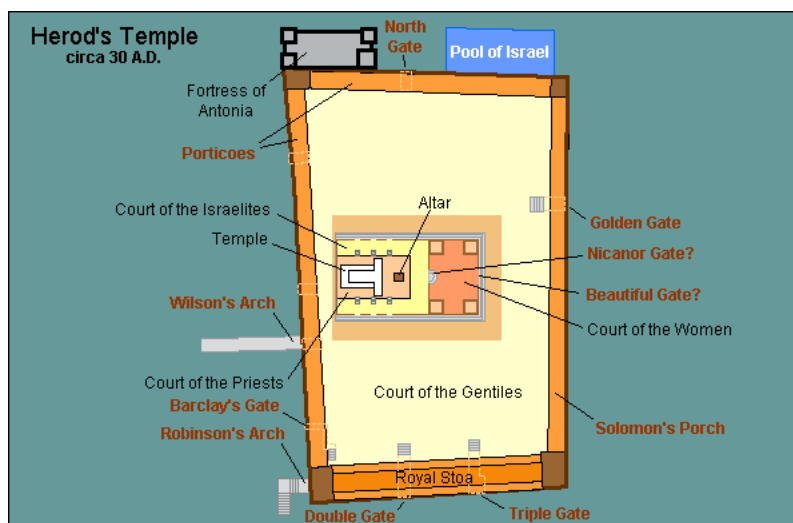 Herod's Temple
circa 30 A.D.
North
Gate
Pool of Israel
Fortress of
Antonia
Porticoes
Altar
Court of the Israelites
Golden Gate
Temple
Nicanor Gate?
Wilson's Arch
Beautiful Gate?
Court of the Women
Court of the Priests
Court of the Gentiles
Barclay's Gate
Solomon's Porch
Robinson's Arch
Royal Stoa
Double Gate
Triple Gate